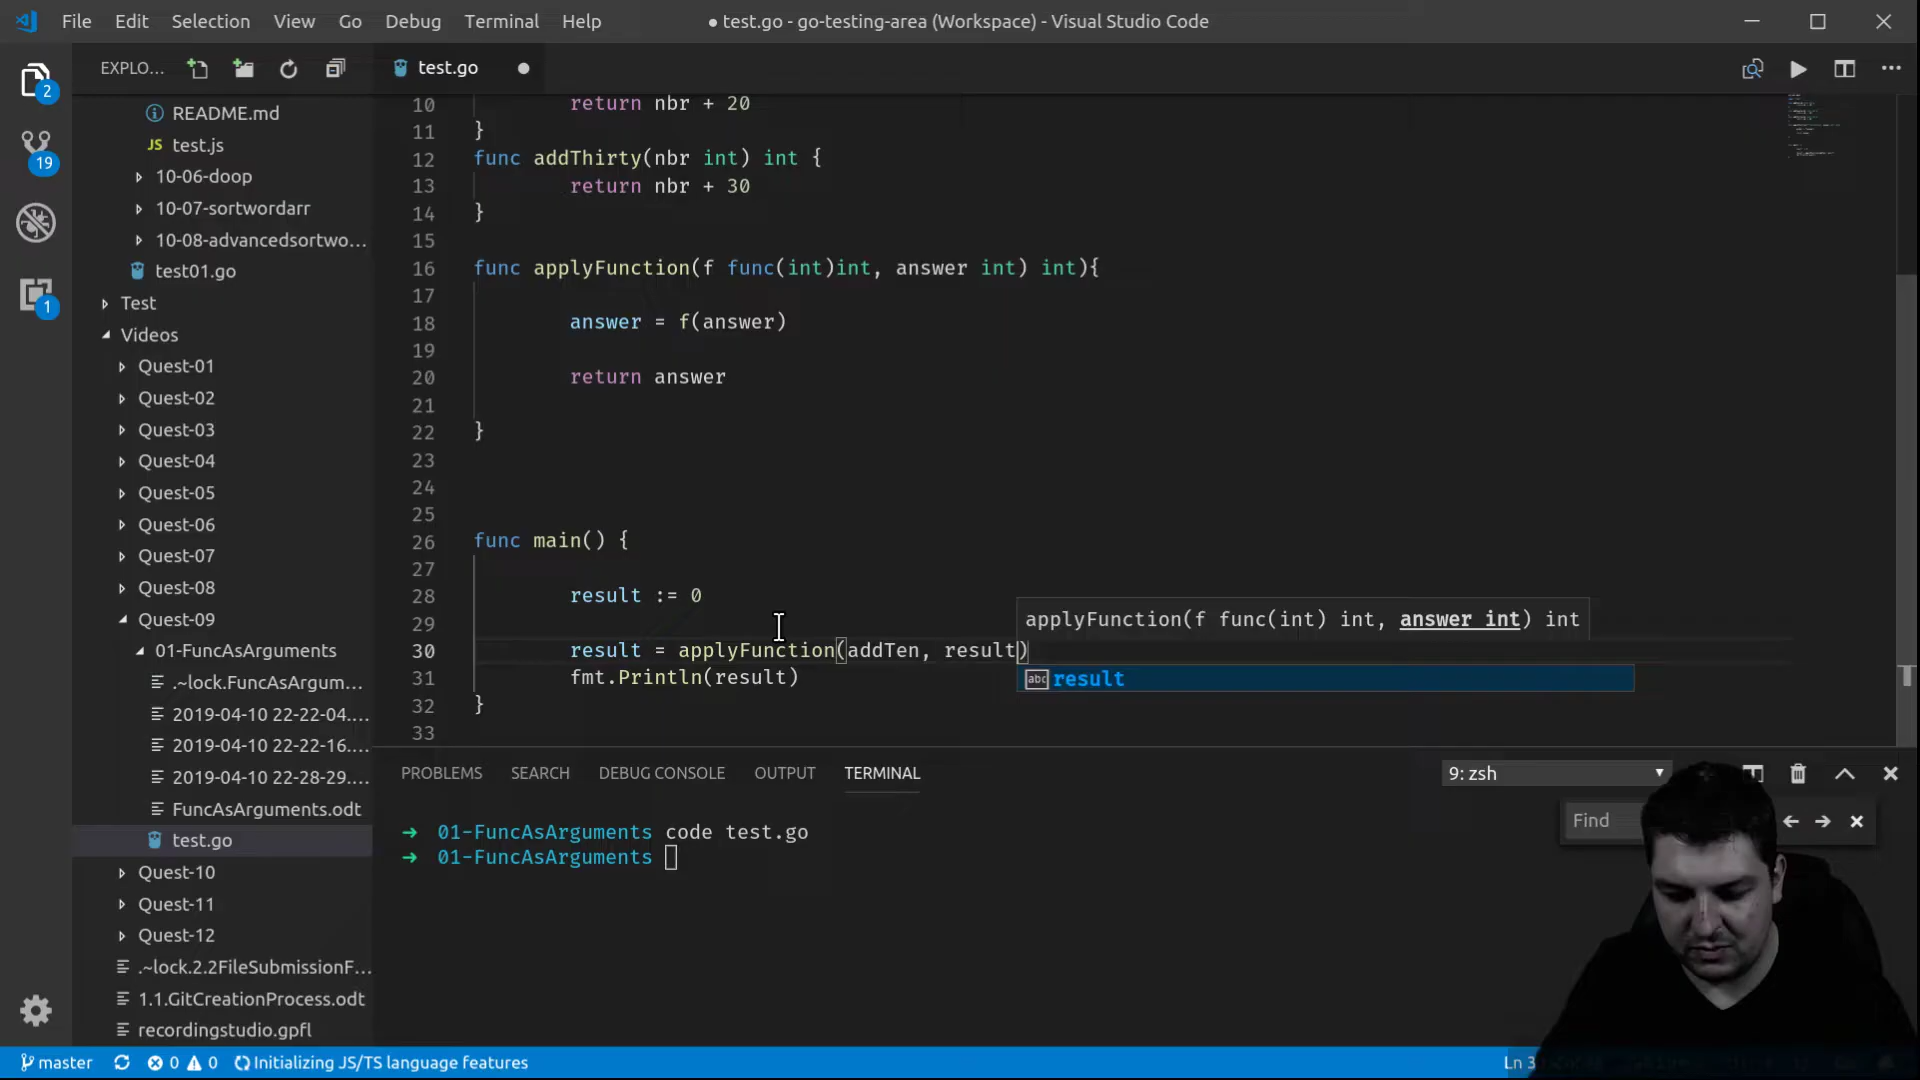 File Edit Selection View Go Debug Terminal Help
● test.go - go-testing-area (Workspace) - Visual Studio Code
EXPLO...
test.go
2
19
1
README.md
JS test.js
10-06-doop
10-07-sortwordarr
10-08-advancedsortwo...
test01.go
Test
Videos
Quest-01
Quest-02
Quest-03
Quest-04
Quest-05
Quest-06
Quest-07
Quest-08
Quest-09
01-FuncAsArguments
.~lock.FuncAsArgum...
2019-04-10 22-22-04....
2019-04-10 22-22-16....
2019-04-10 22-28-29....
FuncAsArguments.odt
test.go
Quest-10
Quest-11
Quest-12
.~lock.2.2FileSubmissionF...
1.1.GitCreationProcess.odt
recordingstudio.gpfl
10 return nbr + 20
11 }
12 func addThirty(nbr int) int {
13 return nbr + 30
14 }
15
16 func applyFunction(f func(int)int, answer int) int){
17
18 answer = f(answer)
19
20 return answer
21
22 }
23
24
25
26 func main() {
27
28 result := 0
29
30 result = applyFunction(addTen, result)
31 fmt.Println(result)
32 }
33
applyFunction(f func(int) int, answer int) int
abc result
PROBLEMS SEARCH DEBUG CONSOLE OUTPUT TERMINAL
9: zsh
Find
➜ 01-FuncAsArguments code test.go
➜ 01-FuncAsArguments
master 0 0 Initializing JS/TS language features
Ln 3